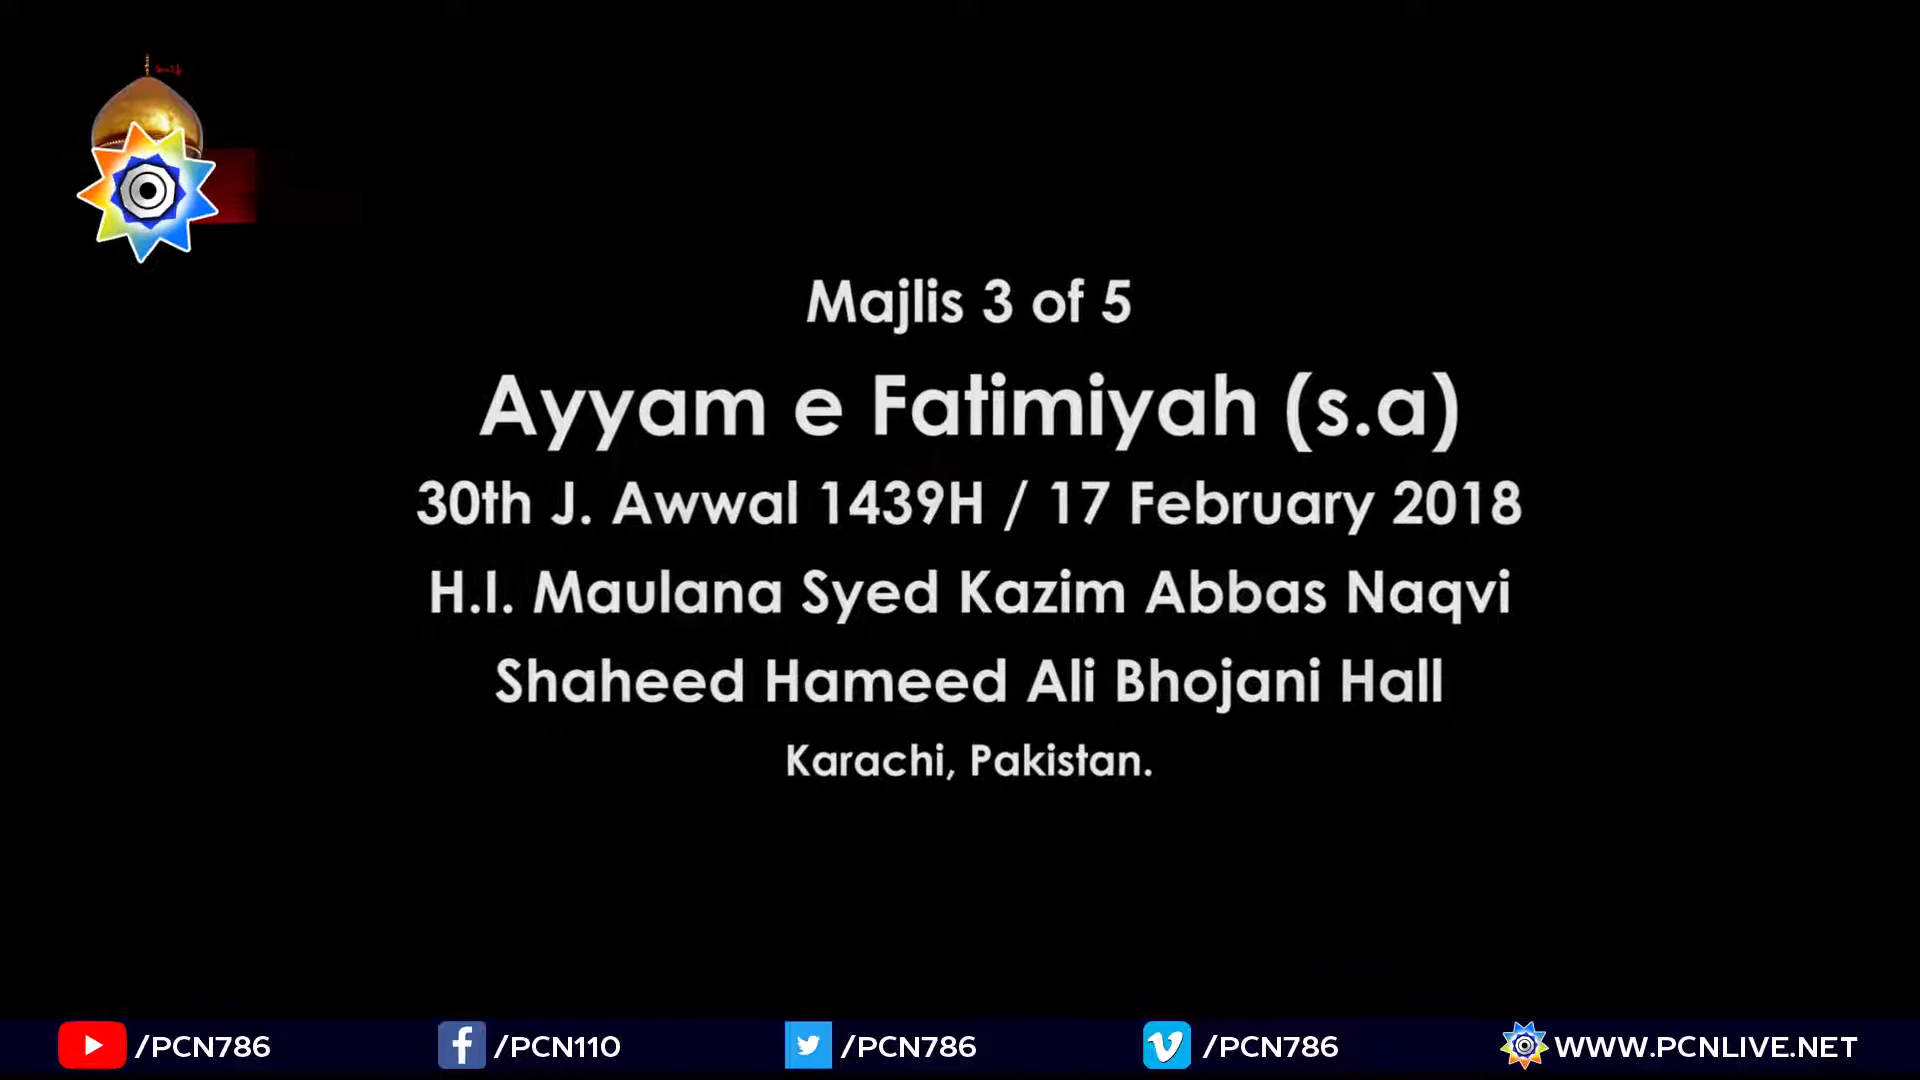 Majlis 3 of 5
Ayyam e Fatimiyah (s.a)
30th J. Awwal 1439H / 17 February 2018
H.I. Maulana Syed Kazim Abbas Naqvi
Shaheed Hameed Ali Bhojani Hall
Karachi, Pakistan.
/PCN786 /PCN110 /PCN786 /PCN786 WWW.PCNLIVE.NET